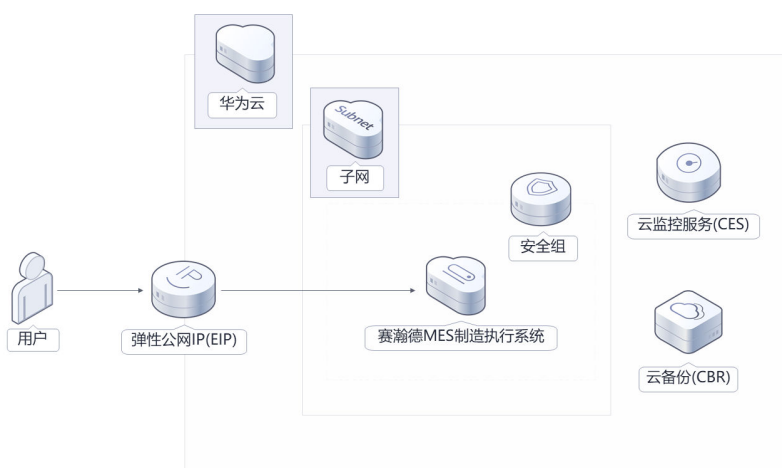 华为云
Subnet
子网
安全组
云监控服务(CES)
IP
用户
弹性公网IP(EIP)
赛瀚德MES制造执行系统
云备份(CBR)